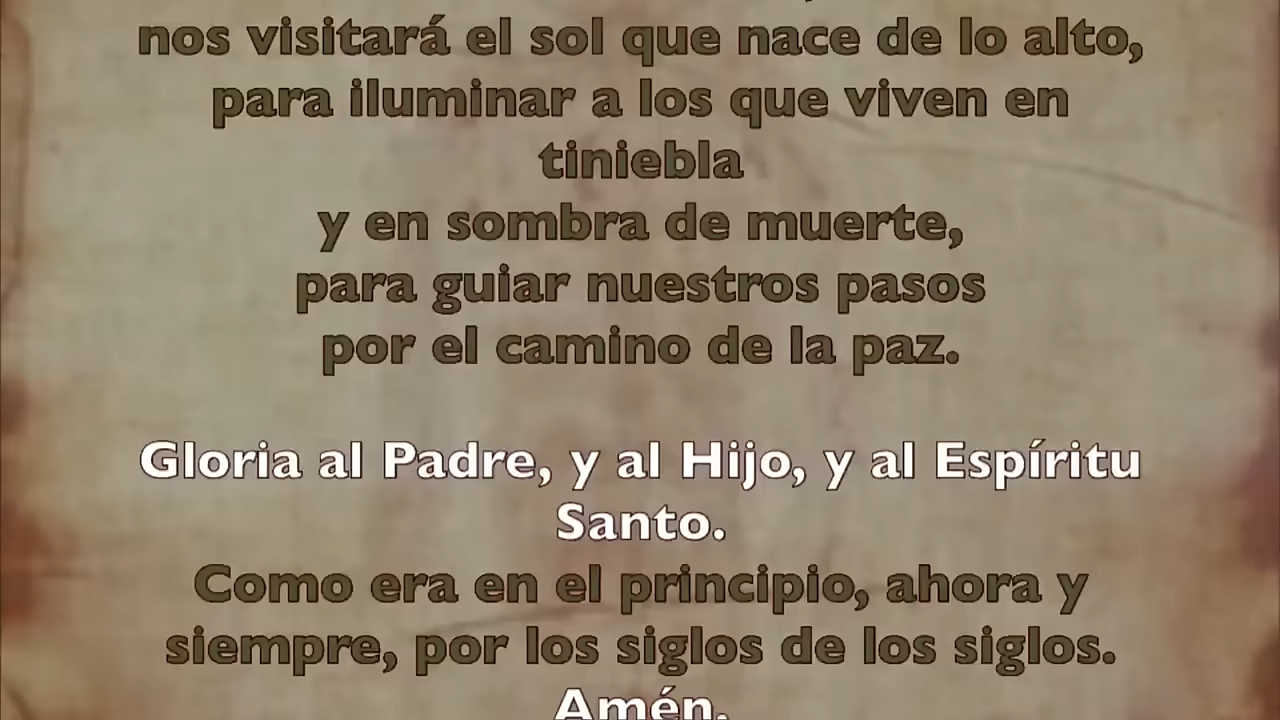 nos visitará el sol que nace de lo alto,
para iluminar a los que viven en
tiniebla
y en sombra de muerte,
para guiar nuestros pasos
por el camino de la paz.
Gloria al Padre, y al Hijo, y al Espíritu
Santo.
Como era en el principio, ahora y
siempre, por los siglos de los siglos.
Amén.